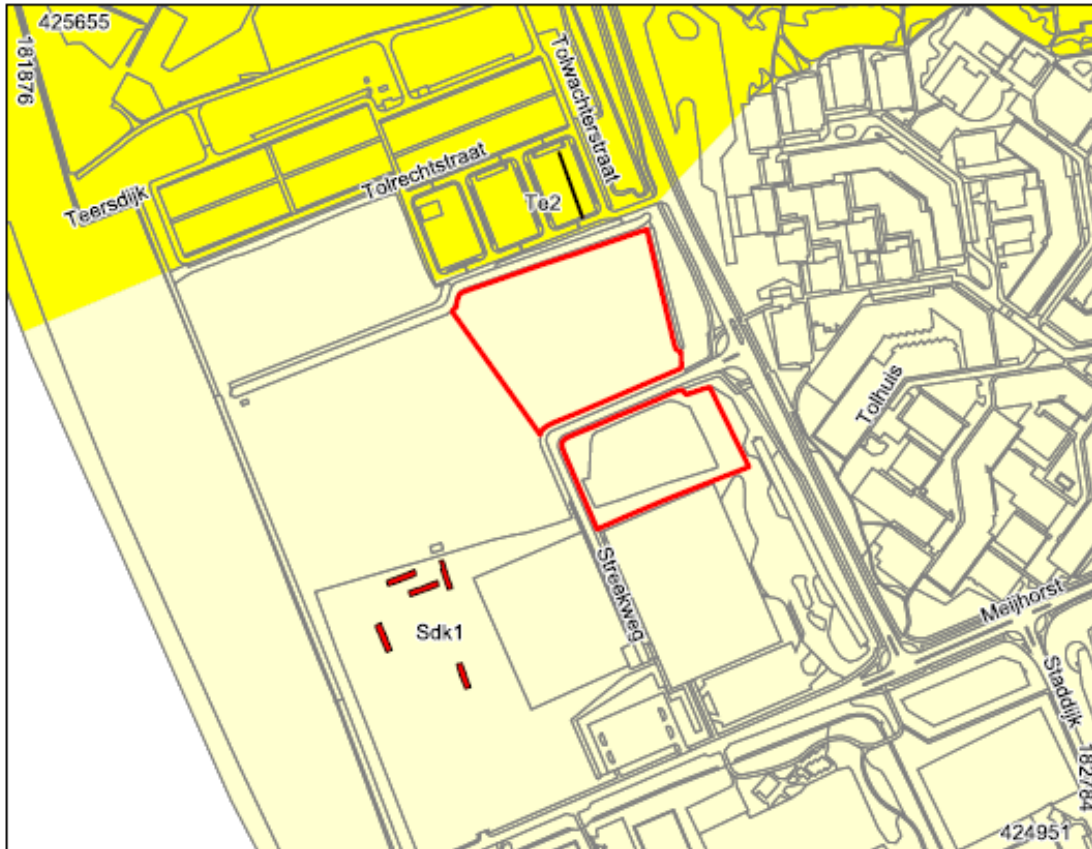 425655
181876
Tolwachterstraat
Teersdijk
Tolrechtstraat
Te2
Tolhuis
Streekweg
Sdk1
Meijhorst
Staddijk
182784
424951